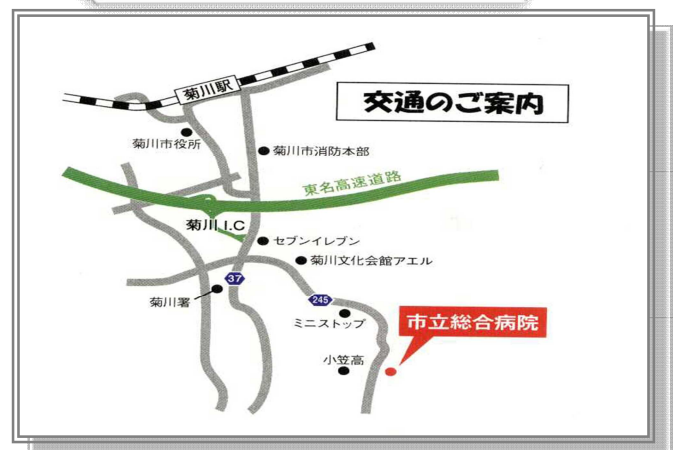 菊川駅
交通のご案内
菊川市役所
菊川市消防本部
東名高速道路
菊川I.C
セブンイレブン
菊川文化会館アエル
37
菊川署
245
ミニストップ
市立総合病院
小笠高